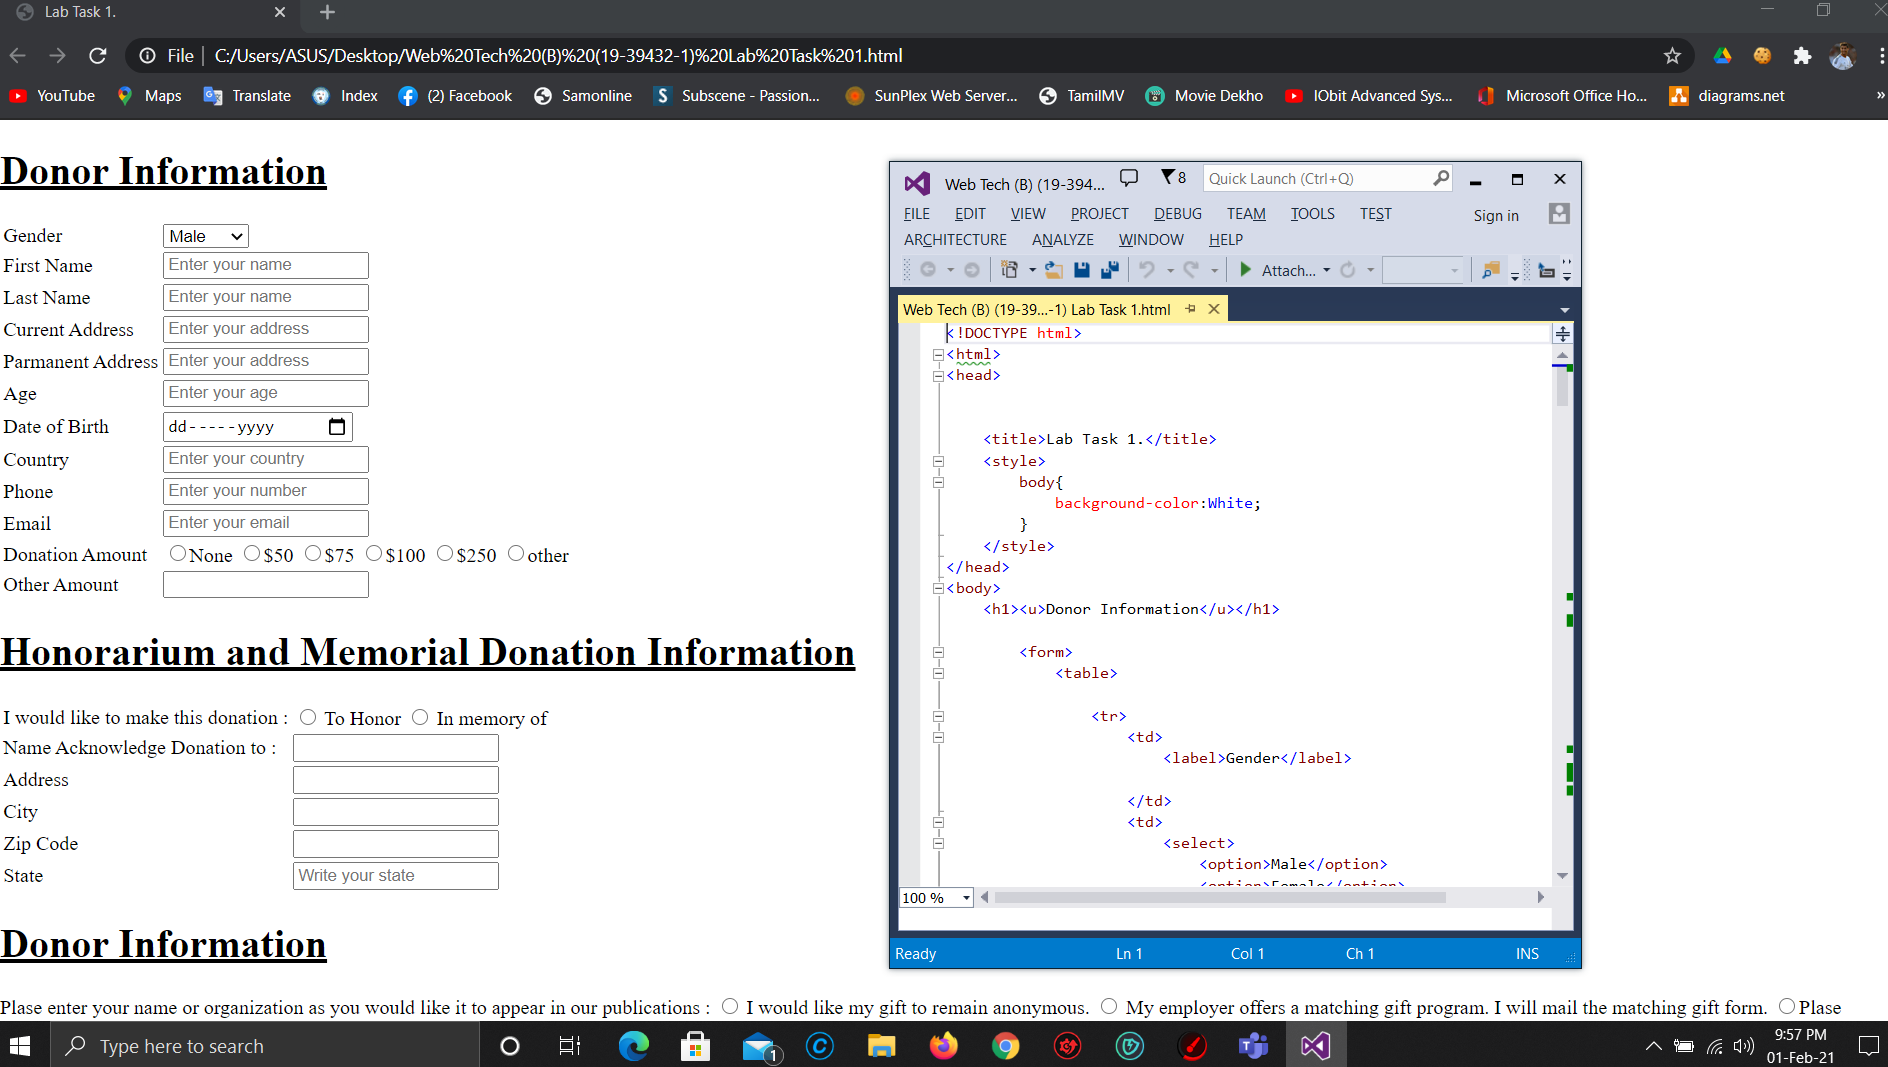 Lab Task 1.
File C:/Users/ASUS/Desktop/Web%20Tech%20(B)%20(19-39432-1)%20Lab%20Task%201.html
YouTube Maps Translate Index (2) Facebook Samonline Subscene - Passion... SunPlex Web Server... TamilMV Movie Dekho IObit Advanced Sys... Microsoft Office Ho... diagrams.net »
Donor Information
Gender Male
First Name Enter your name
Last Name Enter your name
Current Address Enter your address
Parmanent Address Enter your address
Age Enter your age
Date of Birth dd-----yyyy
Country Enter your country
Phone Enter your number
Email Enter your email
Donation Amount None $50 $75 $100 $250 other
Other Amount
Honorarium and Memorial Donation Information
I would like to make this donation : To Honor In memory of
Name Acknowledge Donation to :
Address
City
Zip Code
State Write your state
Donor Information
Plase enter your name or organization as you would like it to appear in our publications : I would like my gift to remain anonymous. My employer offers a matching gift program. I will mail the matching gift form. Plase
Web Tech (B) (19-394... 8 Quick Launch (Ctrl+Q)
FILE EDIT VIEW PROJECT DEBUG TEAM TOOLS TEST Sign in
ARCHITECTURE ANALYZE WINDOW HELP
Attach...
Web Tech (B) (19-39...-1) Lab Task 1.html
<!DOCTYPE html>
<html>
<head>
<title>Lab Task 1.</title>
<style>
body{
background-color:White;
}
</style>
</head>
<body>
<h1><u>Donor Information</u></h1>
<form>
<table>
<tr>
<td>
<label>Gender</label>
</td>
<td>
<select>
<option>Male</option>
<option>Female</option>
100 %
Ready Ln 1 Col 1 Ch 1 INS
Type here to search
1
9:57 PM
01-Feb-21